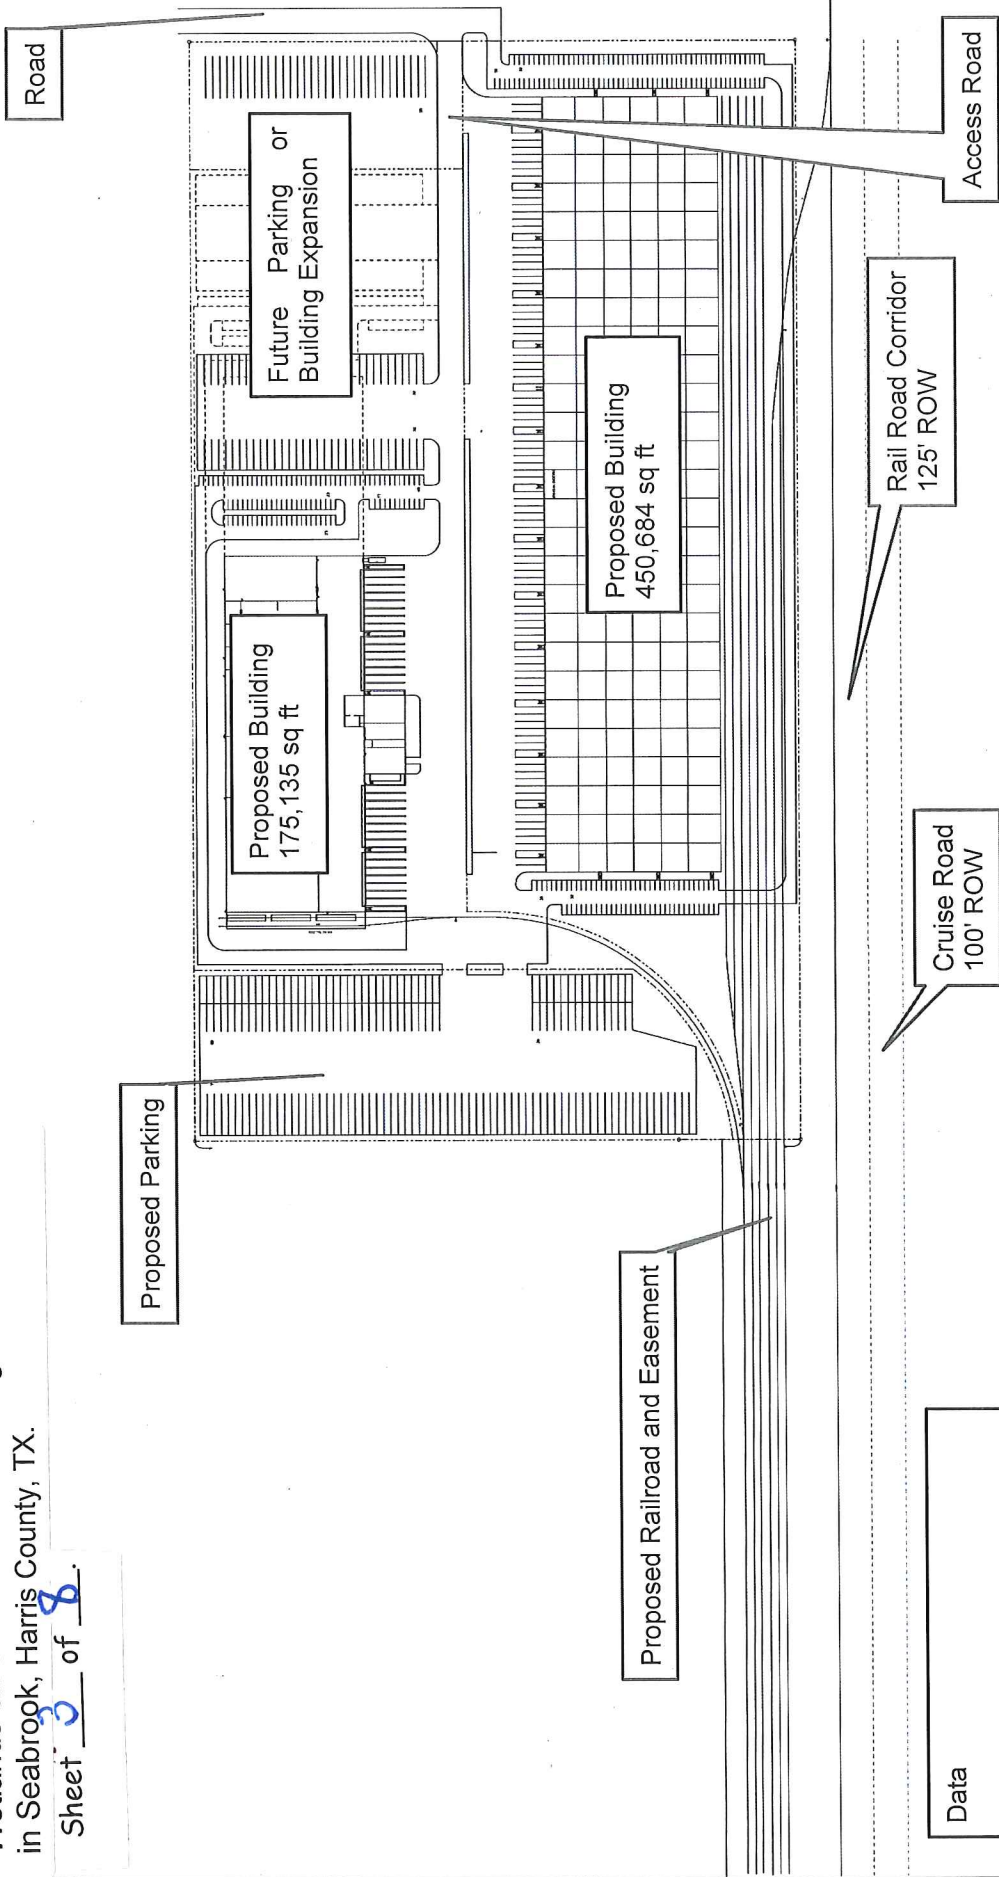 in Seabrook, Harris County, TX.
Sheet 3 of 8.
Road
Future Parking or
Building Expansion
Proposed Building
175,135 sq ft
Proposed Parking
Proposed Building
450,684 sq ft
Proposed Railroad and Easement
Access Road
Rail Road Corridor
125' ROW
Cruise Road
100' ROW
Data